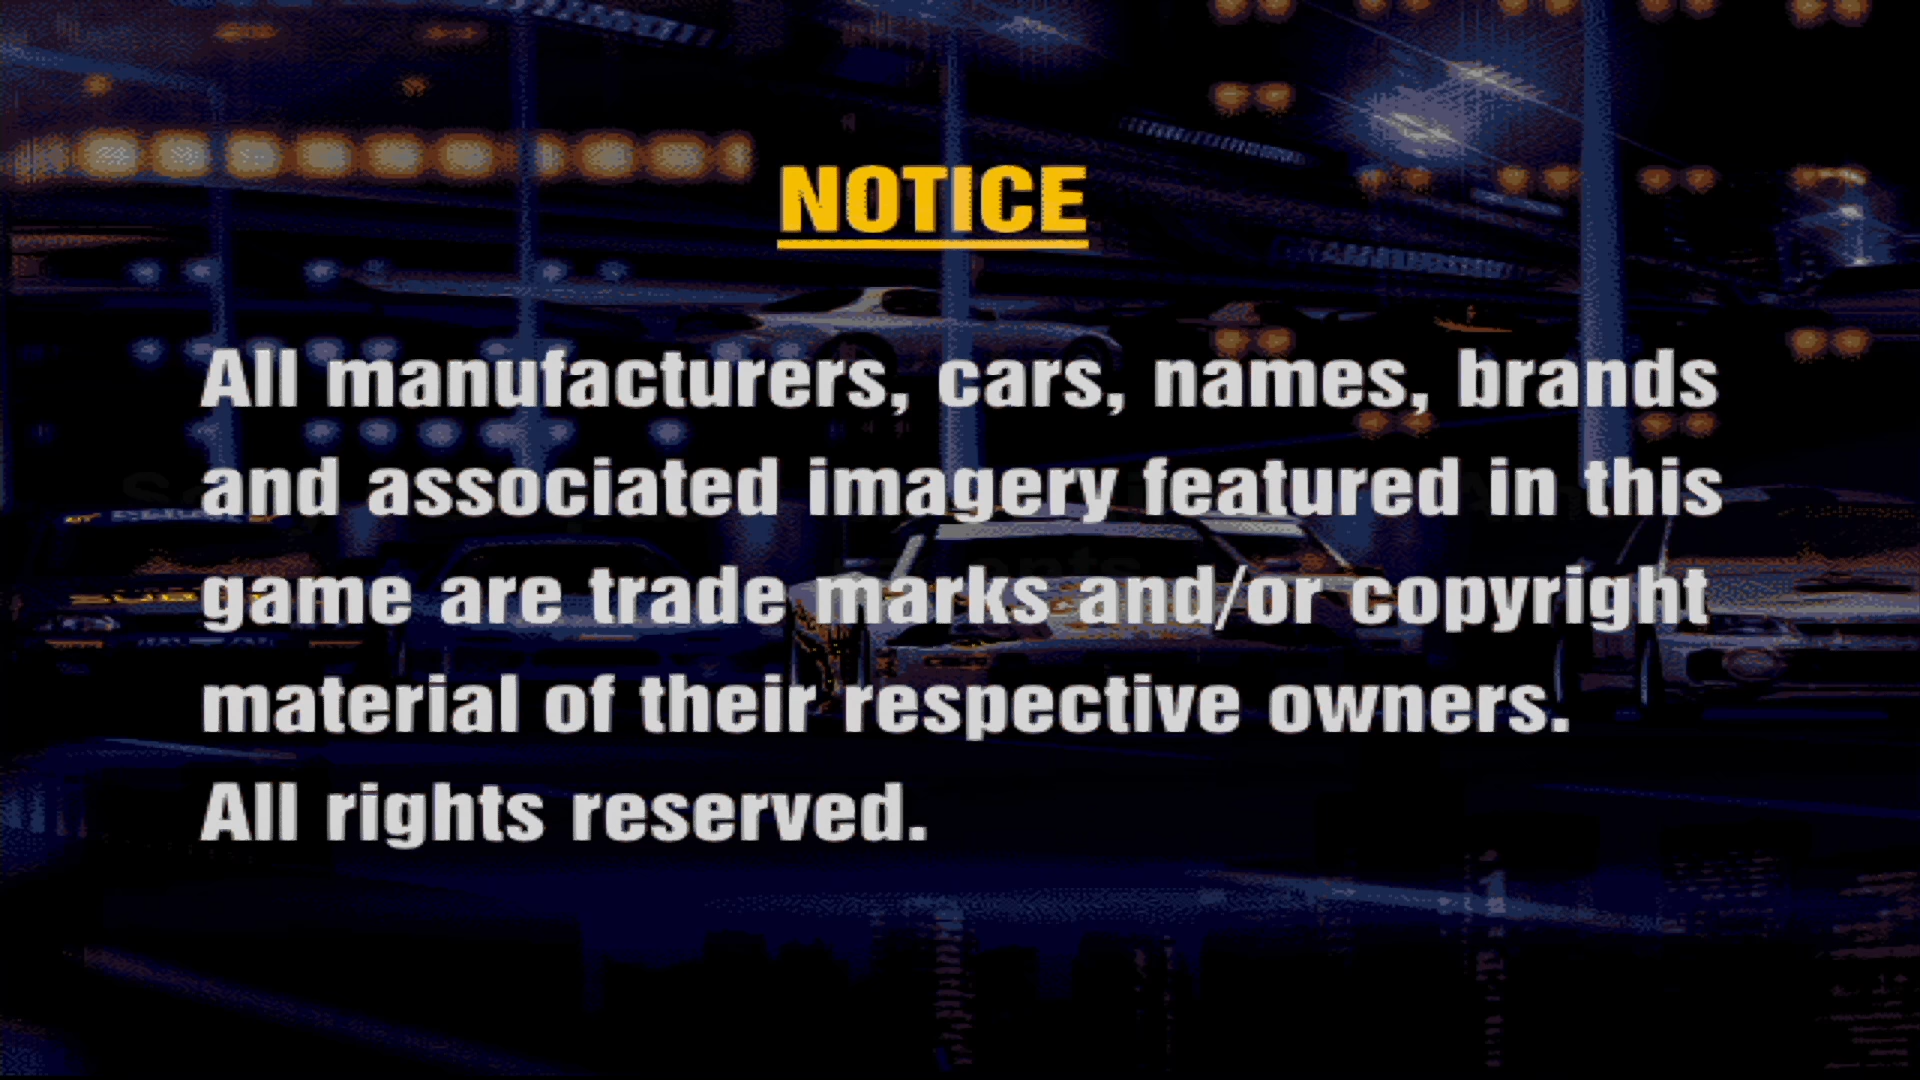 NOTICE
All manufacturers, cars, names, brands
and associated imagery featured in this
game are trade marks and/or copyright
material of their respective owners.
All rights reserved.